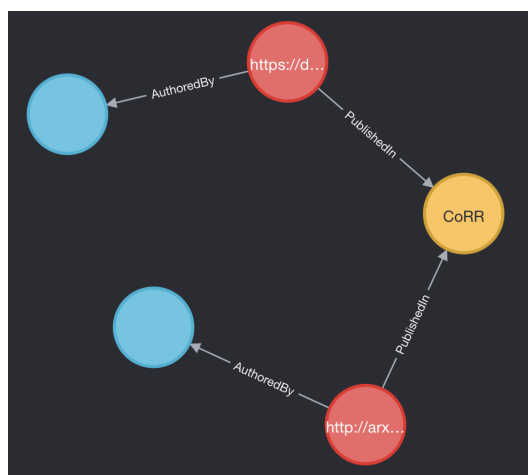 https://d...
AuthoredBy
PublishedIn
CoRR
PublishedIn
AuthoredBy
http://arx...